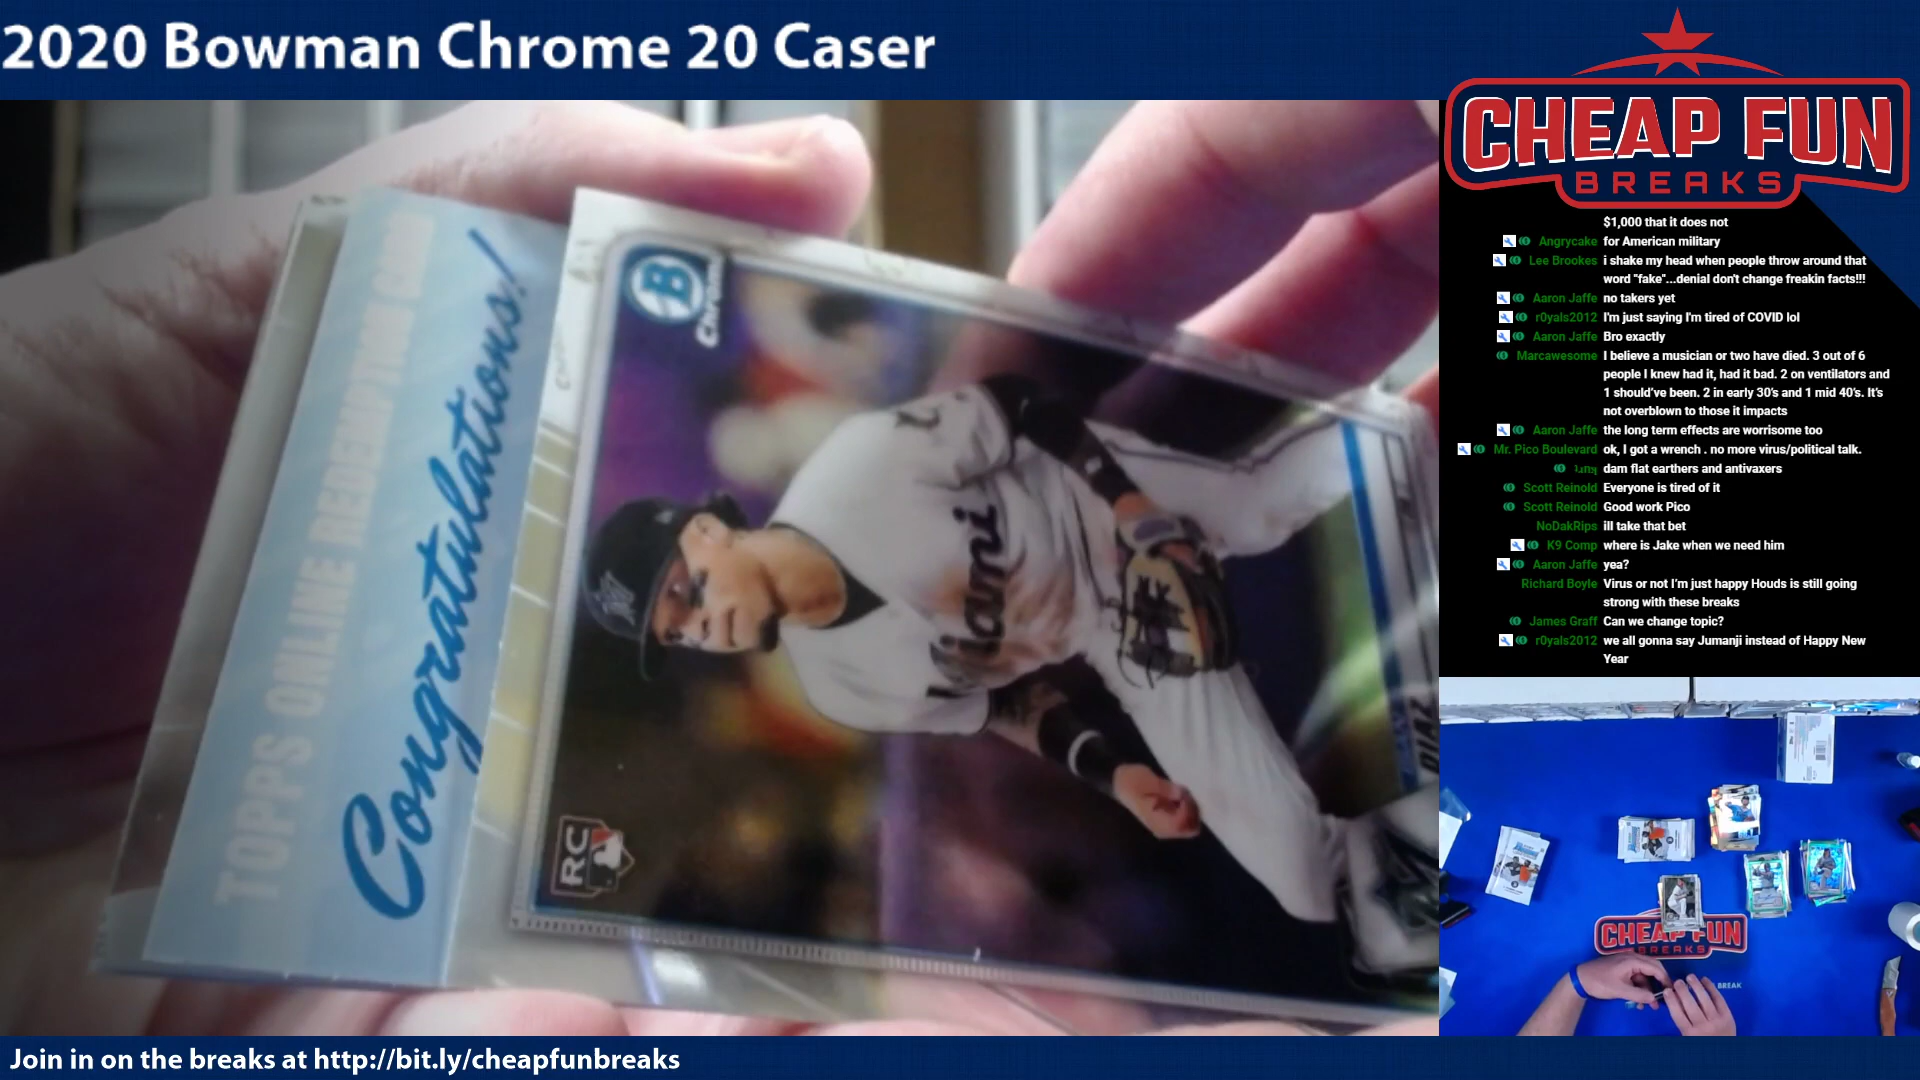 2020 Bowman Chrome 20 Caser
CHEAP FUN
BREAKS
TOPPS ONLINE REDEMPTION CARD
Congratulations!
B
Chrome
Miami
RC
DIAZ
$1,000 that it does not
Angrycake for American military
Lee Brookes i shake my head when people throw around that
word "fake"...denial don't change freakin facts!!!
Aaron Jaffe no takers yet
r0yals2012 I'm just saying I'm tired of COVID lol
Aaron Jaffe Bro exactly
Marcawesome I believe a musician or two have died. 3 out of 6
people I knew had it, had it bad. 2 on ventilators and
1 should've been. 2 in early 30's and 1 mid 40's. It's
not overblown to those it impacts
Aaron Jaffe the long term effects are worrisome too
Mr. Pico Boulevard ok, I got a wrench . no more virus/political talk.
dam flat earthers and antivaxers
Scott Reinold Everyone is tired of it
Scott Reinold Good work Pico
NoDakRips ill take that bet
K9 Comp where is Jake when we need him
Aaron Jaffe yea?
Richard Boyle Virus or not I'm just happy Houds is still going
strong with these breaks
James Graff Can we change topic?
r0yals2012 we all gonna say Jumanji instead of Happy New
Year
CHEAP FUN
BREAKS
BREAK
Join in on the breaks at http://bit.ly/cheapfunbreaks